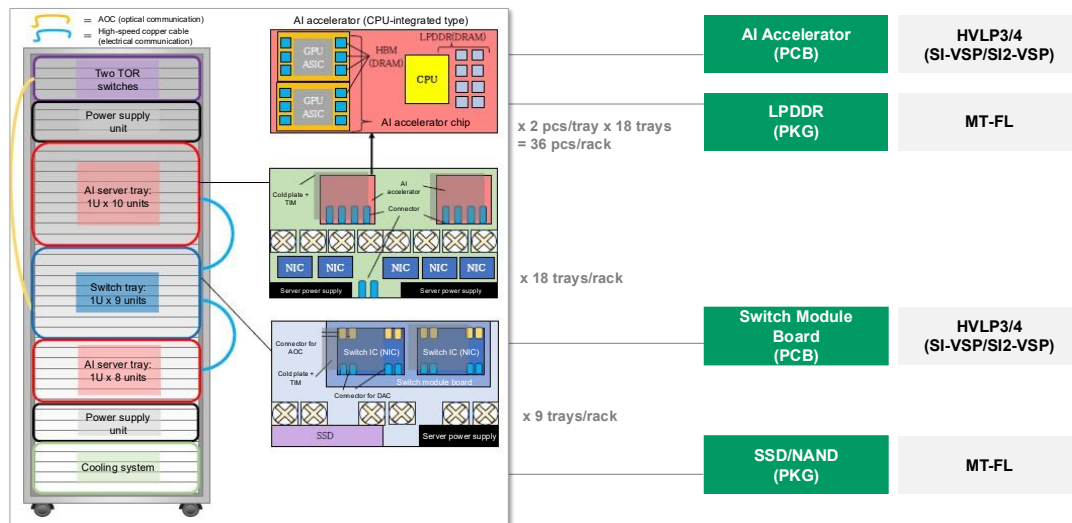 = AOC (optical communication)
= High-speed copper cable
(electrical communication)
Two TOR
switches
Power supply
unit
AI server tray:
1U x 10 units
Switch tray:
1U x 9 units
AI server tray:
1U x 8 units
Power supply
unit
Cooling system
AI accelerator (CPU-integrated type)
GPU
ASIC
GPU
ASIC
HBM
(DRAM)
LPDDR(DRAM)
CPU
AI accelerator chip
Cold plate +
TIM
AI
accelerator
Connector
NIC
NIC
NIC
NIC
NIC
Server power supply
Server power supply
Connector for
AOC
Switch IC (NIC)
Switch IC (NIC)
Cold plate +
TIM
Switch module board
Connector for DAC
SSD
Server power supply
x 2 pcs/tray x 18 trays
= 36 pcs/rack
x 18 trays/rack
x 9 trays/rack
AI Accelerator
(PCB)
HVLP3/4
(SI-VSP/SI2-VSP)
LPDDR
(PKG)
MT-FL
Switch Module
Board
(PCB)
HVLP3/4
(SI-VSP/SI2-VSP)
SSD/NAND
(PKG)
MT-FL